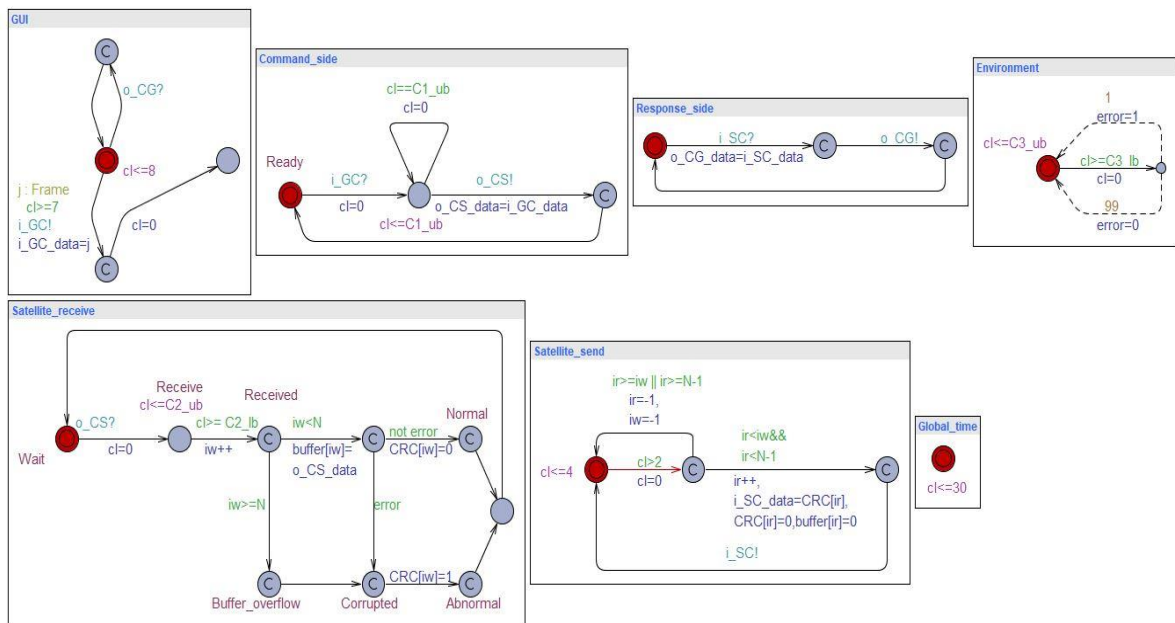 GUI
C
o_CG?
cl<=8
j : Frame
cl>=7
i_GC!
i_GC_data=j
cl=0
C
Command_side
cl==C1_ub
cl=0
Ready
i_GC?
cl=0
o_CS!
o_CS_data=i_GC_data
cl<=C1_ub
C
Response_side
i_SC?
o_CG_data=i_SC_data
C
o_CG!
C
Environment
1
error=1
cl<=C3_ub
cl>=C3_lb
cl=0
99
error=0
Satellite_receive
o_CS?
cl=0
Wait
Receive
cl<=C2_ub
cl>= C2_lb
iw++
Received
C
iw<N
buffer[iw]=
o_CS_data
C
not error
CRC[iw]=0
Normal
C
iw>=N
error
C
Buffer_overflow
C
Corrupted
CRC[iw]=1
C
Abnormal
Satellite_send
ir>=iw || ir>=N-1
ir=-1,
iw=-1
cl<=4
cl>2
cl=0
C
ir<iw&&
ir<N-1
ir++,
i_SC_data=CRC[ir],
CRC[ir]=0,buffer[ir]=0
C
i_SC!
Global_time
cl<=30